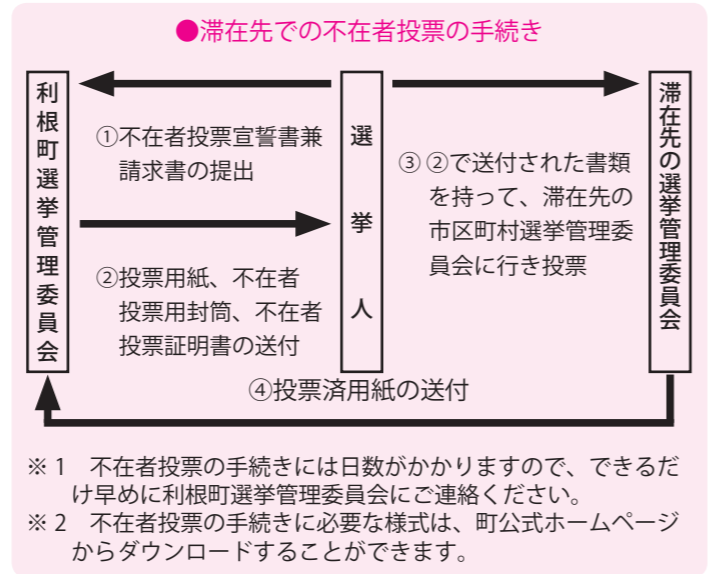 ●滞在先での不在者投票の手続き
利根町選挙管理委員会
①不在者投票宣誓書兼
請求書の提出
②投票用紙、不在者
投票用封筒、不在者
投票証明書の送付
選挙人
③②で送付された書類
を持って、滞在先の
市区町村選挙管理委
員会に行き投票
滞在先の選挙管理委員会
④投票済用紙の送付
※1 不在者投票の手続きには日数がかかりますので、できるだ
け早めに利根町選挙管理委員会にご連絡ください。
※2 不在者投票の手続きに必要な様式は、町公式ホームページ
からダウンロードすることができます。